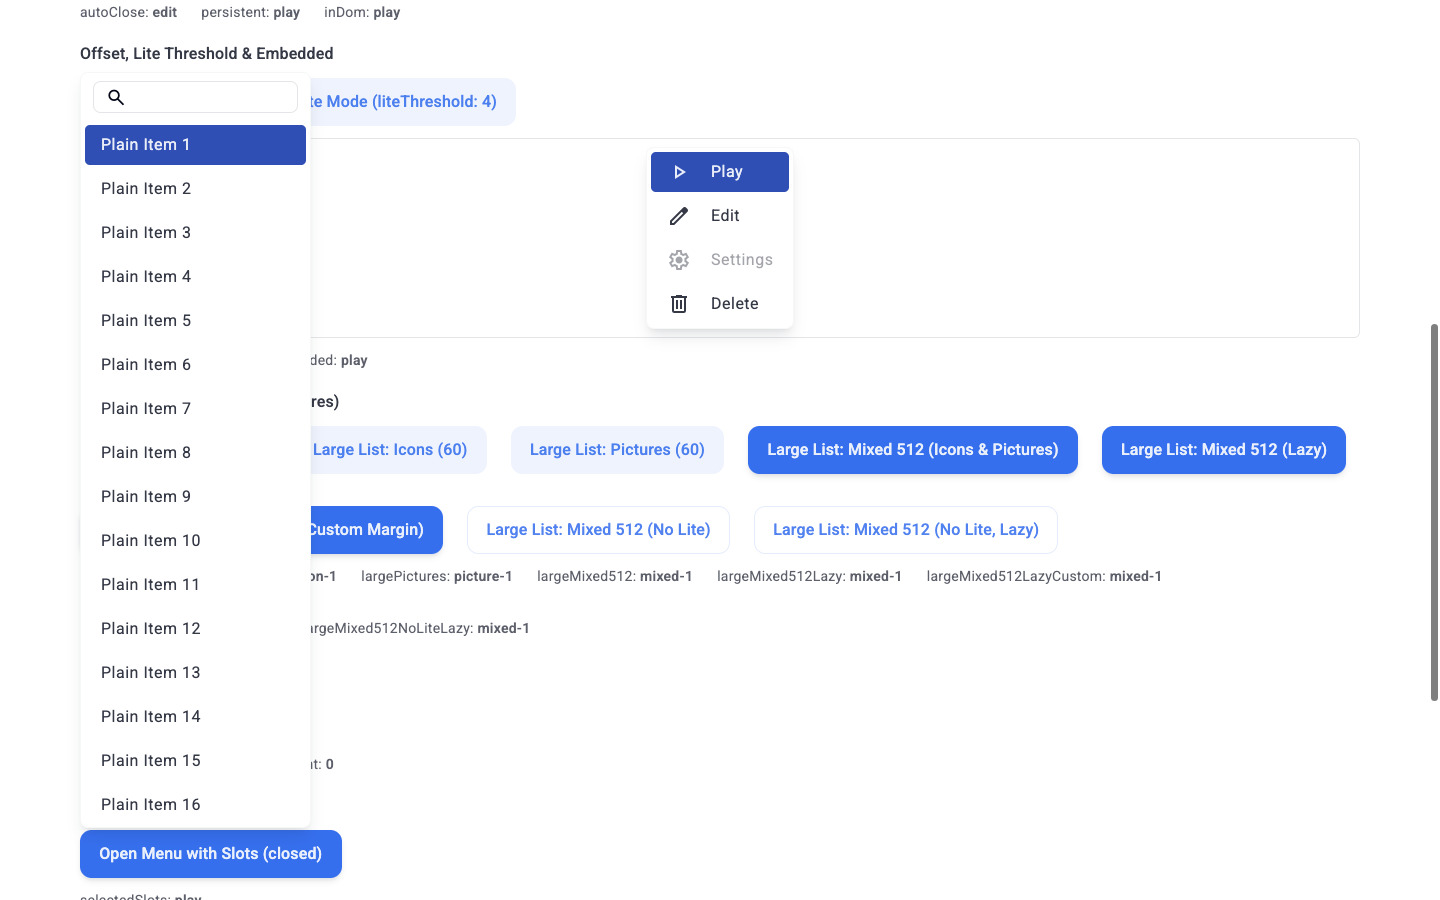 autoClose: edit persistent: play inDom: play
Offset, Lite Threshold & Embedded
te Mode (liteThreshold: 4)
Plain Item 1
Plain Item 2
Plain Item 3
Plain Item 4
Plain Item 5
Plain Item 6
Plain Item 7
Plain Item 8
Plain Item 9
Plain Item 10
Plain Item 11
Plain Item 12
Plain Item 13
Plain Item 14
Plain Item 15
Plain Item 16
Play
Edit
Settings
Delete
ded: play
res)
Large List: Icons (60)
Large List: Pictures (60)
Large List: Mixed 512 (Icons & Pictures)
Large List: Mixed 512 (Lazy)
Custom Margin)
Large List: Mixed 512 (No Lite)
Large List: Mixed 512 (No Lite, Lazy)
on-1 largePictures: picture-1 largeMixed512: mixed-1 largeMixed512Lazy: mixed-1 largeMixed512LazyCustom: mixed-1
argeMixed512NoLiteLazy: mixed-1
nt: 0
Open Menu with Slots (closed)
selectedSlots: play